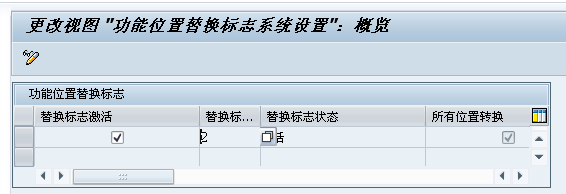 更改视图 "功能位置替换标志系统设置": 概览
功能位置替换标志
替换标志激活 替换标... 替换标志状态 所有位置转换
2 活